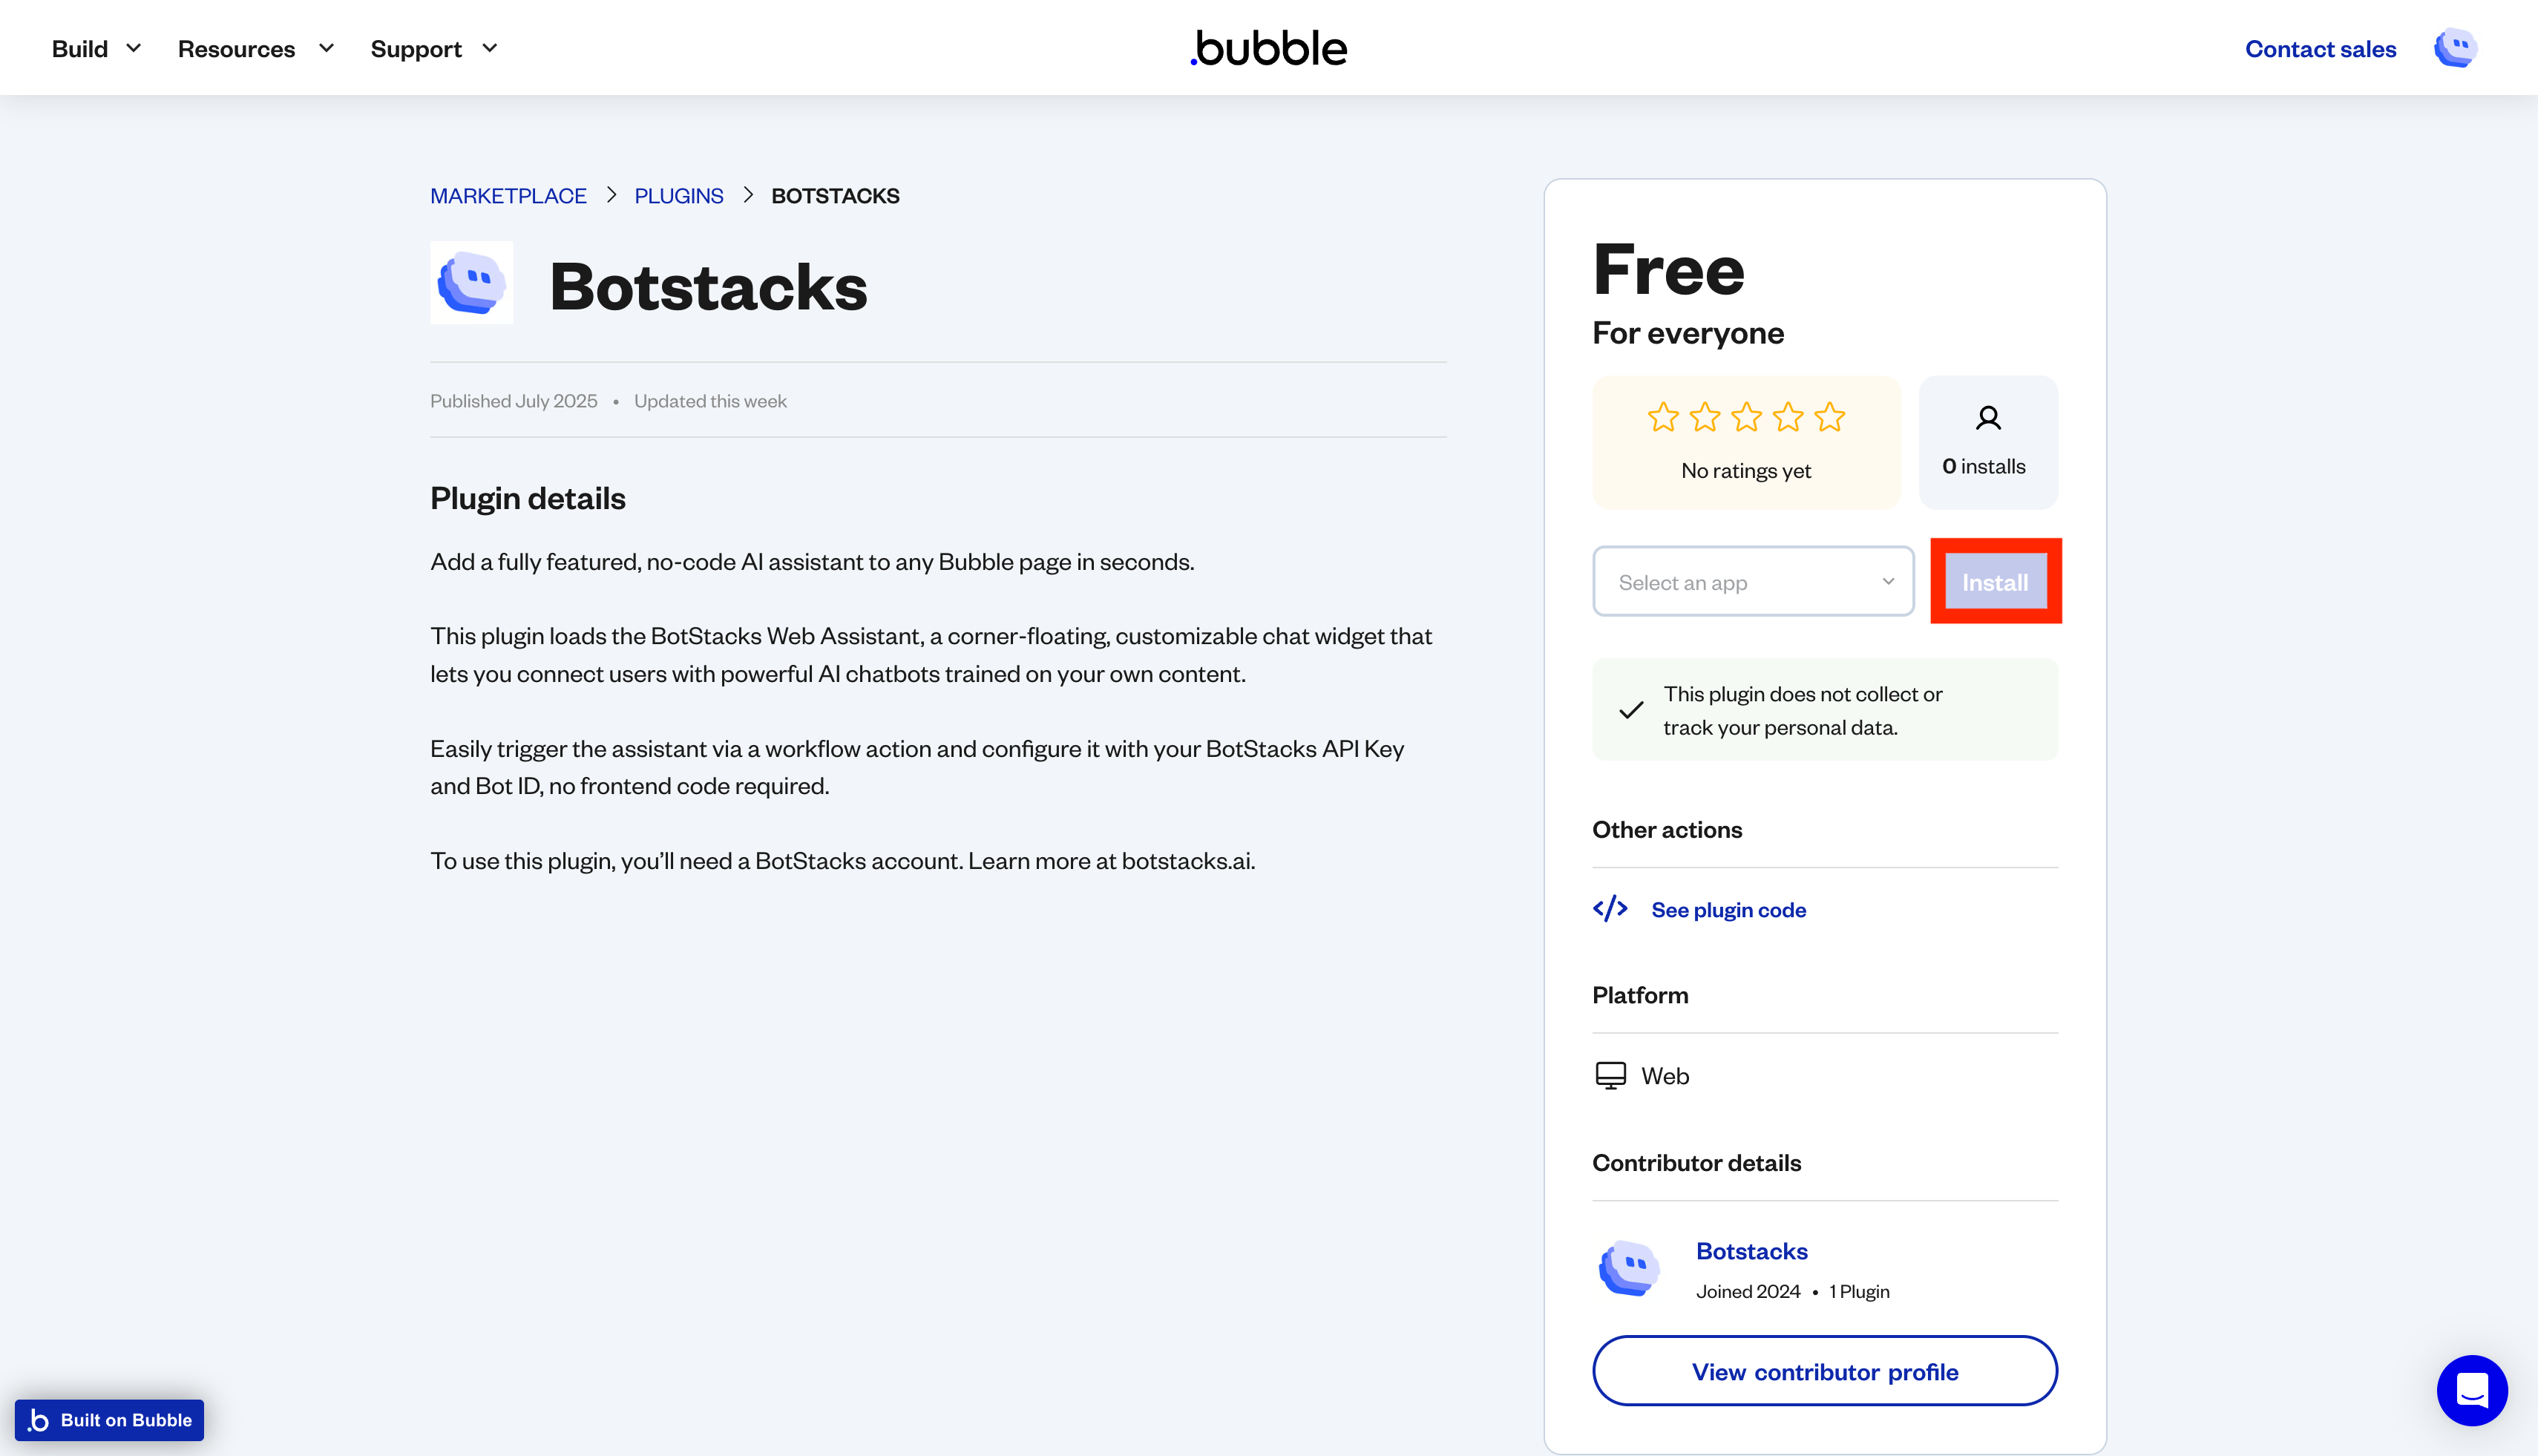 Build
Resources
Support
.bubble
Contact sales
MARKETPLACE > PLUGINS > BOTSTACKS
Botstacks
Published July 2025 • Updated this week
Plugin details
Add a fully featured, no-code AI assistant to any Bubble page in seconds.
This plugin loads the BotStacks Web Assistant, a corner-floating, customizable chat widget that
lets you connect users with powerful AI chatbots trained on your own content.
Easily trigger the assistant via a workflow action and configure it with your BotStacks API Key
and Bot ID, no frontend code required.
To use this plugin, you’ll need a BotStacks account. Learn more at botstacks.ai.
Free
For everyone
No ratings yet
0 installs
Select an app
Install
This plugin does not collect or
track your personal data.
Other actions
</> See plugin code
Platform
Web
Contributor details
Botstacks
Joined 2024 • 1 Plugin
View contributor profile
.b Built on Bubble